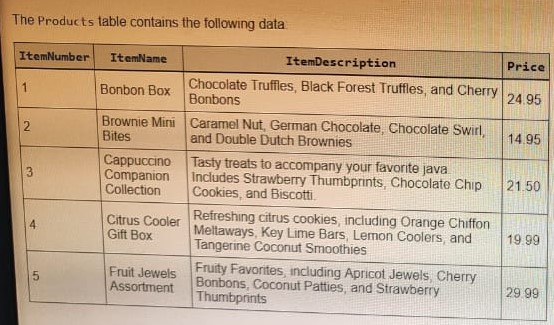 The Products table contains the following data.
ItemNumber ItemName ItemDescription Price
1 Bonbon Box Chocolate Truffles, Black Forest Truffles, and Cherry Bonbons 24.95
2 Brownie Mini Bites Caramel Nut, German Chocolate, Chocolate Swirl, and Double Dutch Brownies 14.95
3 Cappuccino Companion Collection Tasty treats to accompany your favorite java. Includes Strawberry Thumbprints, Chocolate Chip Cookies, and Biscotti. 21.50
4 Citrus Cooler Gift Box Refreshing citrus cookies, including Orange Chiffon Meltaways, Key Lime Bars, Lemon Coolers, and Tangerine Coconut Smoothies 19.99
5 Fruit Jewels Assortment Fruity Favorites, including Apricot Jewels, Cherry Bonbons, Coconut Patties, and Strawberry Thumbprints 29.99